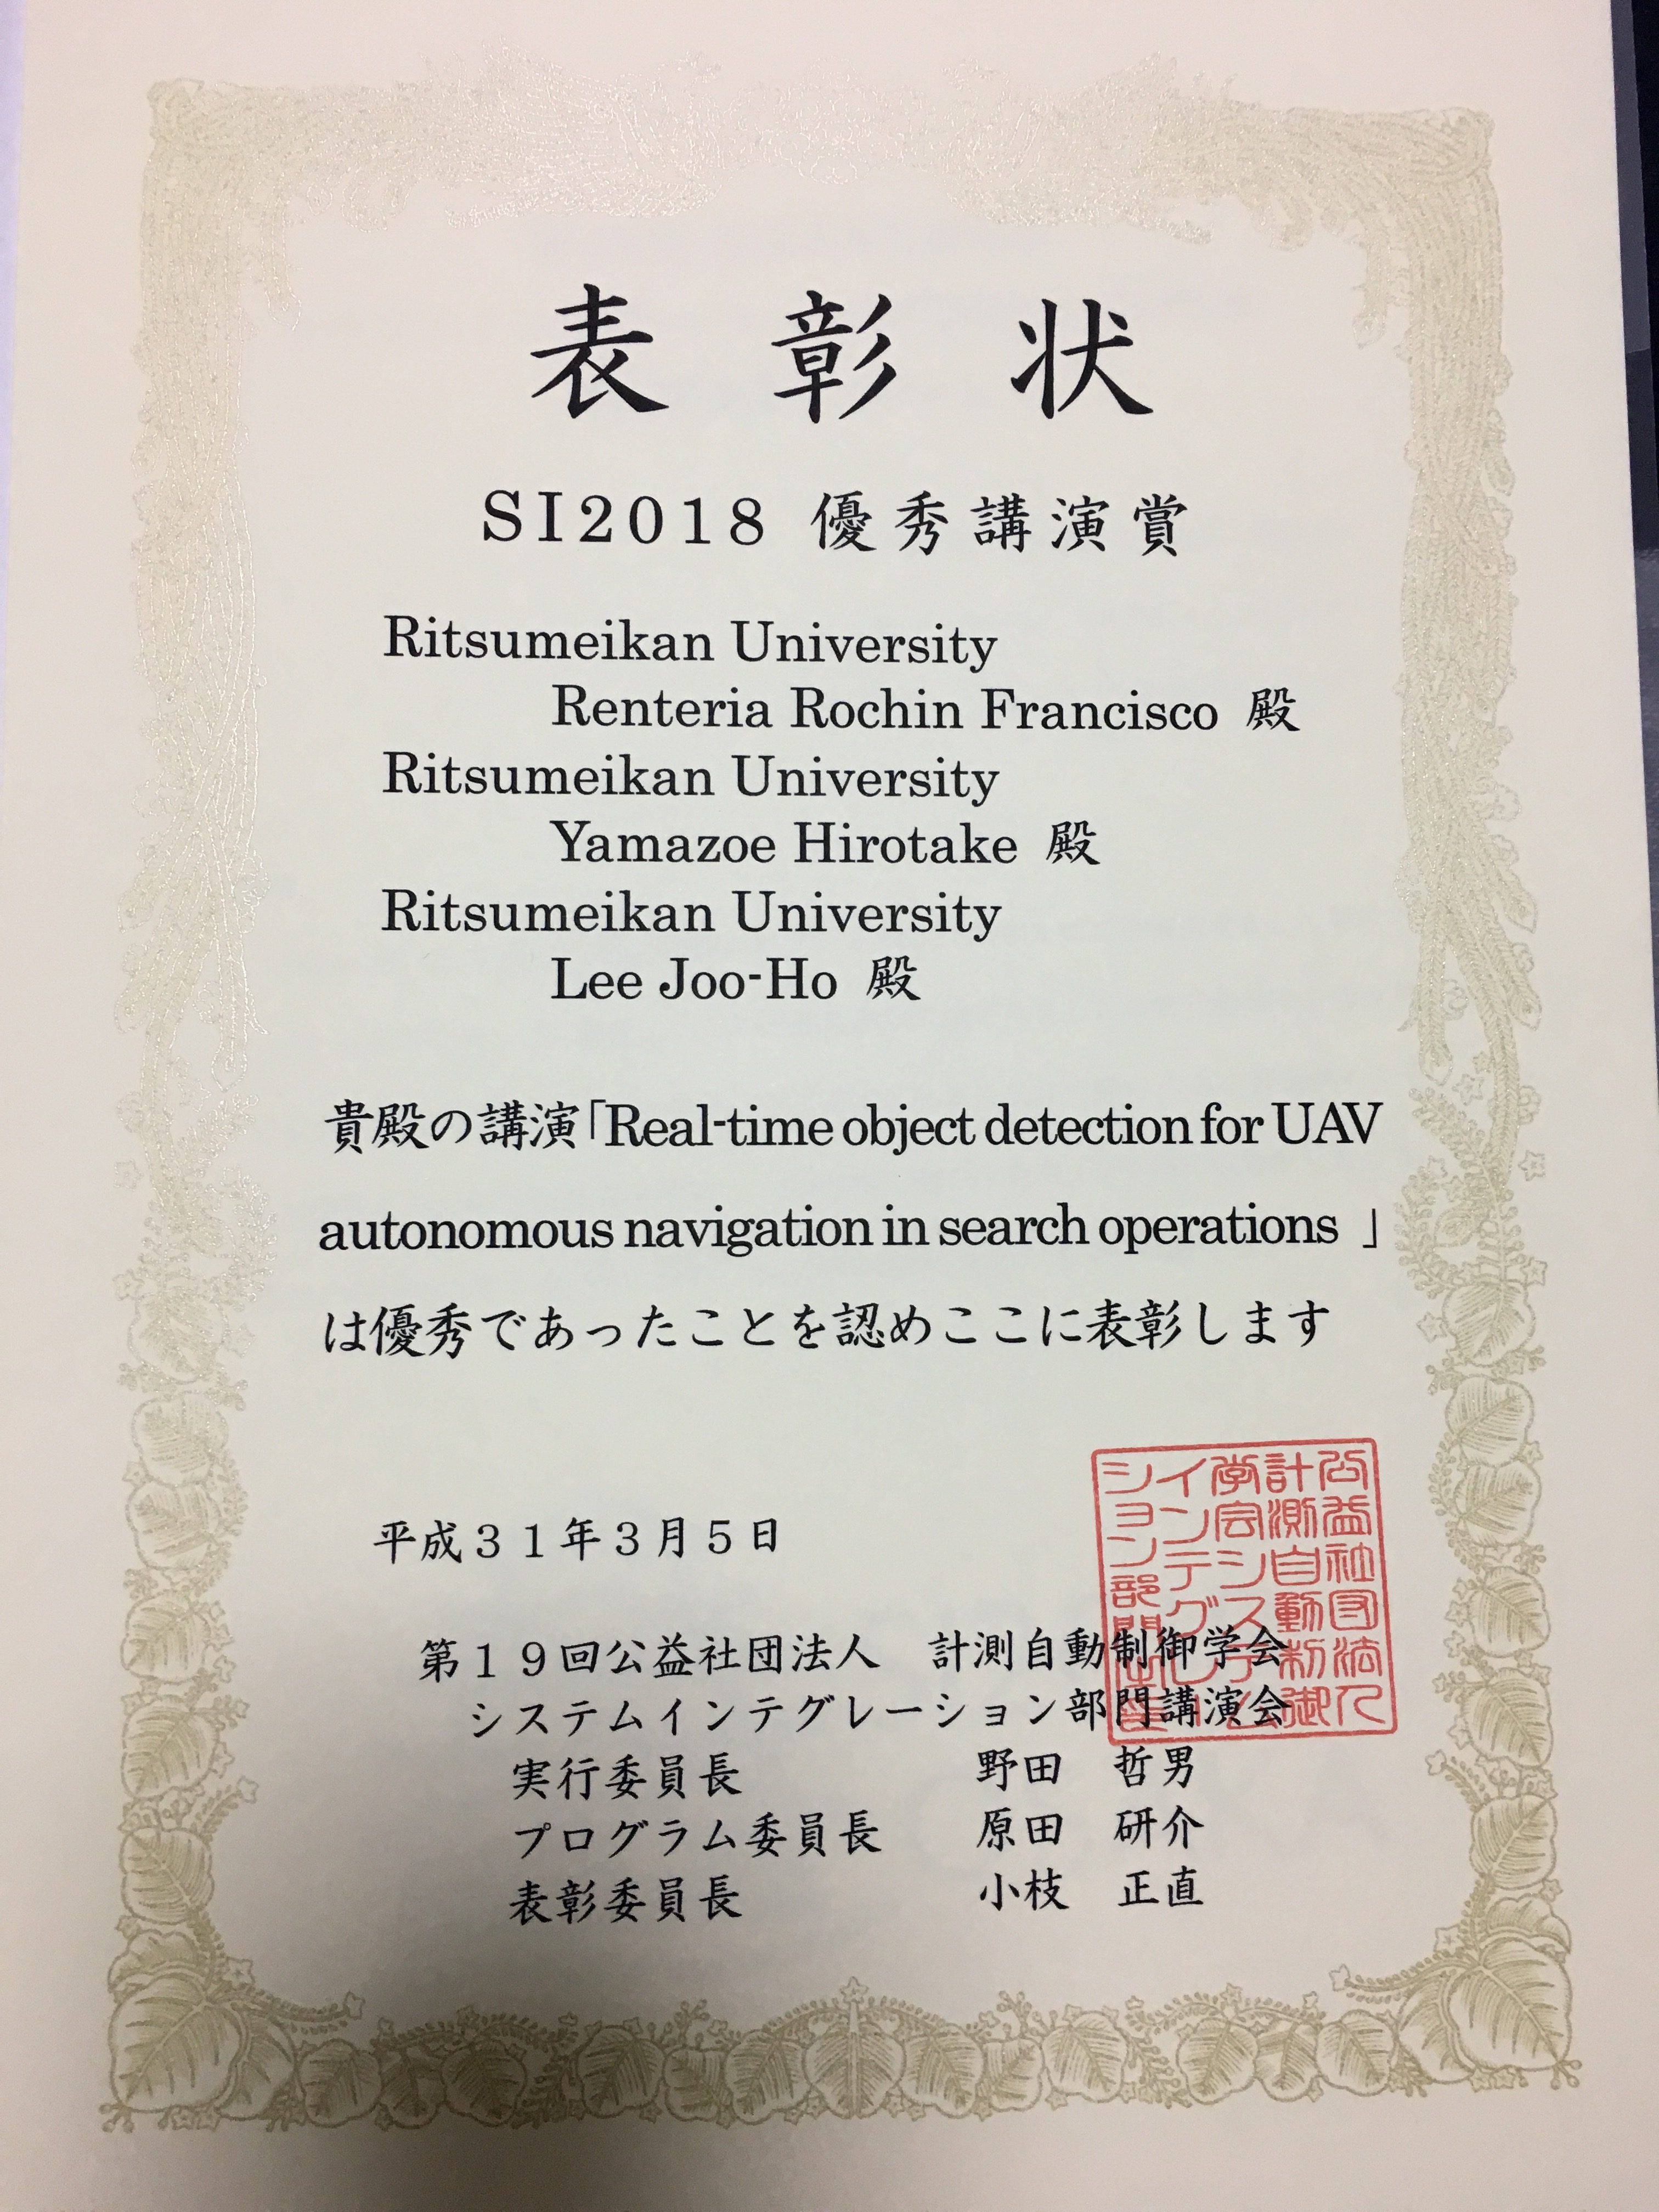 表彰状
SI2018 優秀講演賞
Ritsumeikan University
Renteria Rochin Francisco 殿
Ritsumeikan University
Yamazoe Hirotake 殿
Ritsumeikan University
Lee Joo-Ho 殿
貴殿の講演「Real-time object detection for UAV
autonomous navigation in search operations 」
は優秀であったことを認めここに表彰します
平成31年3月5日
第19回公益社団法人　計測自動制御学会
システムインテグレーション部門講演会
実行委員長　野田　哲男
プログラム委員長　原田　研介
表彰委員長　小枝　正直
公益社団法人
計測自動制御
学会システム
インテグレー
ション部門